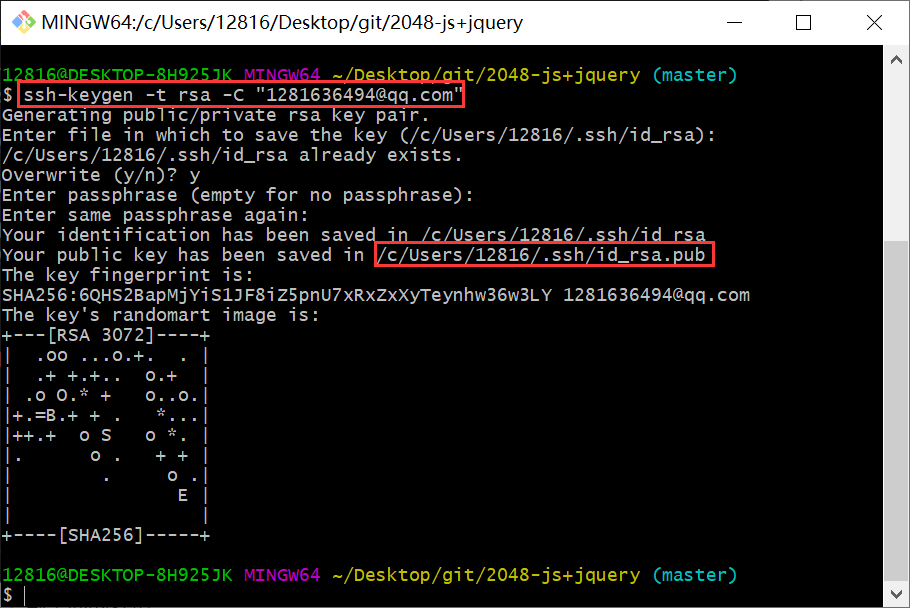 MINGW64:/c/Users/12816/Desktop/git/2048-js+jquery
12816@DESKTOP-8H925JK MINGW64 ~/Desktop/git/2048-js+jquery (master)
$ ssh-keygen -t rsa -C "1281636494@qq.com"
Generating public/private rsa key pair.
Enter file in which to save the key (/c/Users/12816/.ssh/id_rsa):
/c/Users/12816/.ssh/id_rsa already exists.
Overwrite (y/n)? y
Enter passphrase (empty for no passphrase):
Enter same passphrase again:
Your identification has been saved in /c/Users/12816/.ssh/id_rsa
Your public key has been saved in /c/Users/12816/.ssh/id_rsa.pub
The key fingerprint is:
SHA256:6QHS2BapMjYiS1JF8iZ5pnU7xRxZxXyTeynhw36w3LY 1281636494@qq.com
The key's randomart image is:
+---[RSA 3072]----+
|  .oo ...o.+.  . |
|  .+ +.+..  o.+  |
| .o O.* +   o..o.|
|+.=B.+ + .   *...|
|++.+  o S   o *. |
|.      o .   + + |
|        .     o .|
|               E |
|                 |
+----[SHA256]-----+
12816@DESKTOP-8H925JK MINGW64 ~/Desktop/git/2048-js+jquery (master)
$